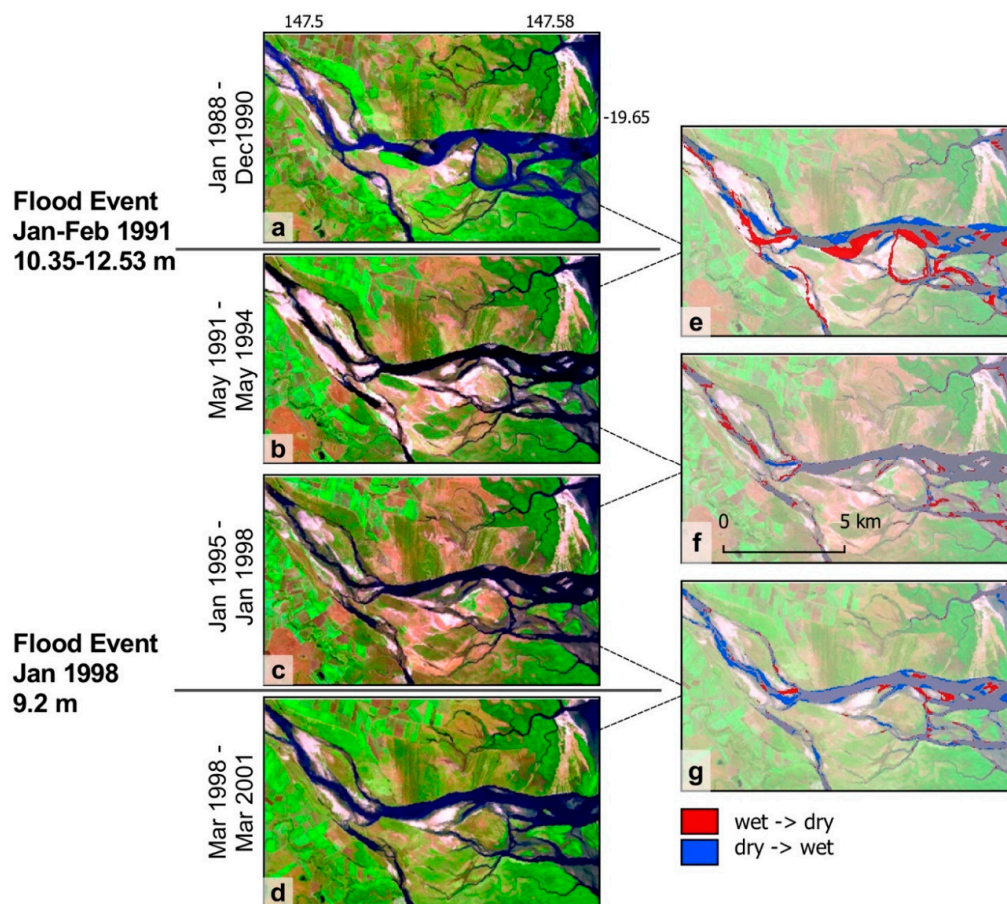 147.5
147.58
Jan 1988 -
Dec1990
-19.65
a
Flood Event
Jan-Feb 1991
10.35-12.53 m
e
May 1991 -
May 1994
b
0
5 km
f
Jan 1995 -
Jan 1998
c
Flood Event
Jan 1998
9.2 m
g
Mar 1998 -
Mar 2001
d
wet -> dry
dry -> wet